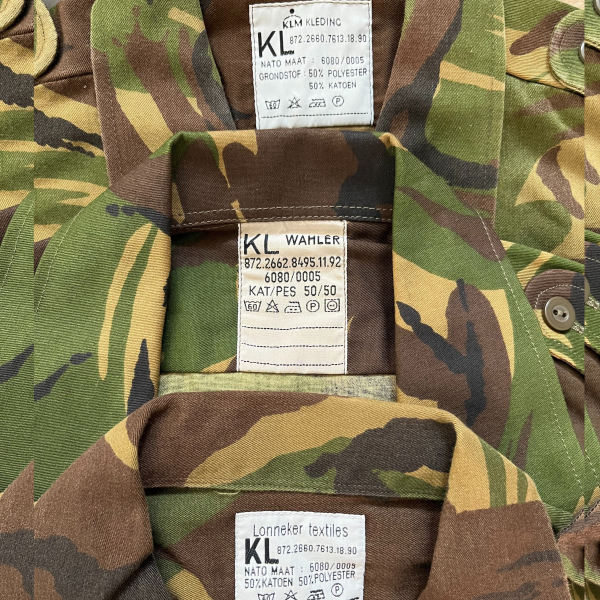 KLM KLEDING
KL 872.2660.7613.18.90
NATO MAAT : 6080/0005
GRONDSTOF : 50% POLYESTER
50% KATOEN
P
KL WAHLER
872.2662.8495.11.92
6080/0005
KAT/PES 50/50
60 P
Lonneker textiles
KL 872.2660.7613.18.90
NATO MAAT : 6080/0005
50% KATOEN 50% POLYESTER